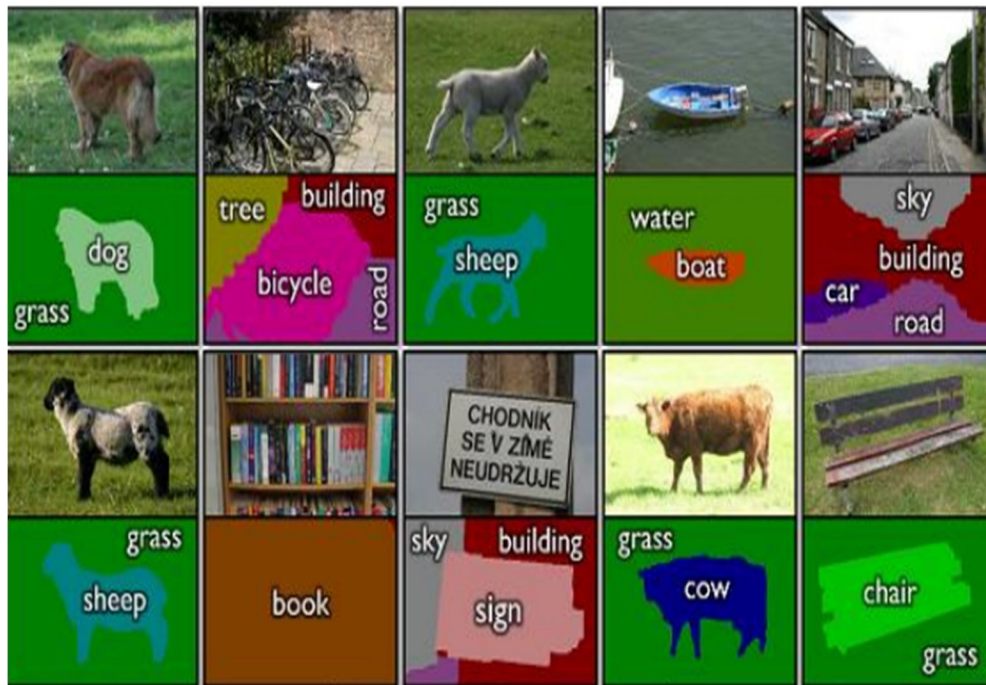 dog
grass
tree
building
bicycle
road
grass
sheep
water
boat
sky
building
car
road
CHODNÍK
SE V ZÍMĚ
NEUDRŽUJE
grass
sheep
book
sky
building
sign
grass
cow
chair
grass